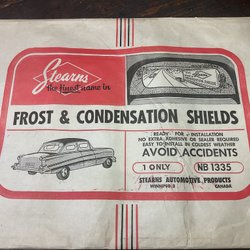 Stearns
the finest name in
FROST & CONDENSATION SHIELDS
READY - FOR - INSTALLATION
NO EXTRA ADHESIVE OR SEALER REQUIRED
EASY TO INSTALL IN COLDEST WEATHER
AVOID ACCIDENTS
1 ONLY NB 1335
STEARNS AUTOMOTIVE PRODUCTS
WINNIPEG, 2 CANADA